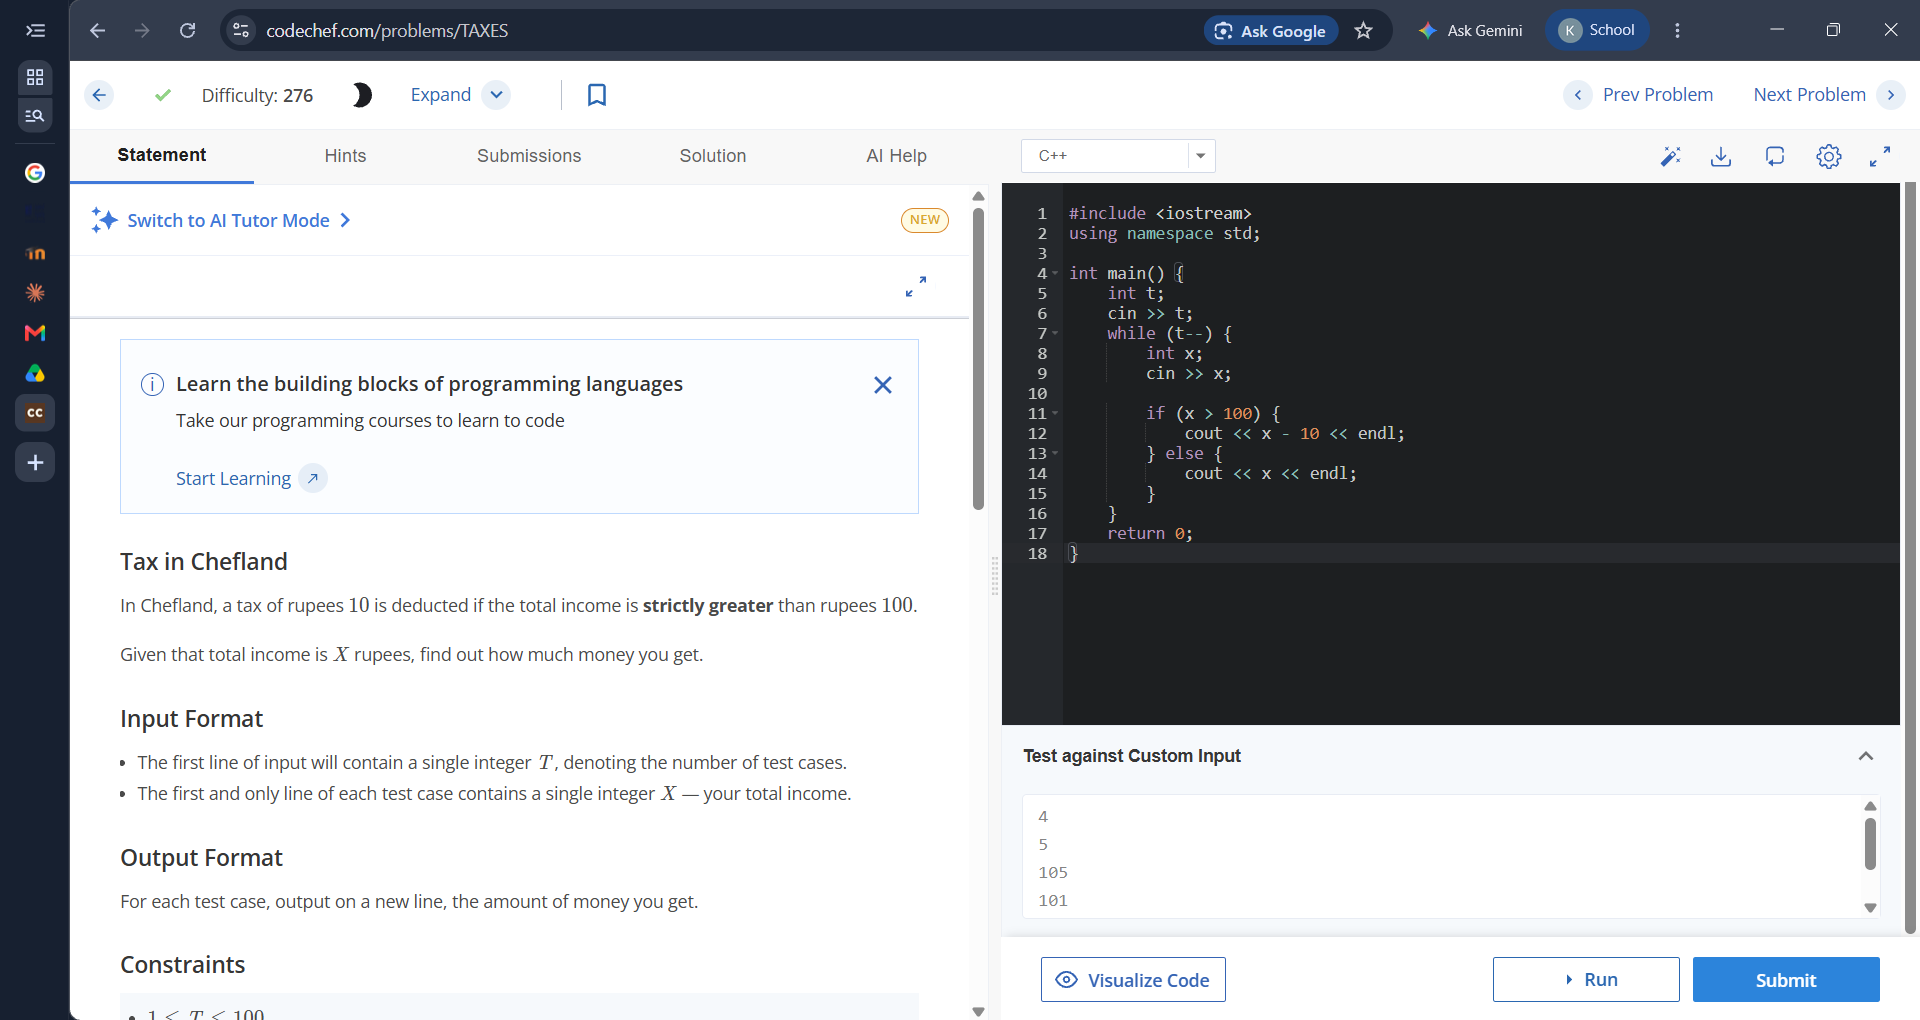 codechef.com/problems/TAXES
Ask Google
Ask Gemini
K School
Difficulty: 276
Expand
Prev Problem
Next Problem
Statement
Hints
Submissions
Solution
AI Help
C++
Switch to AI Tutor Mode
NEW
Learn the building blocks of programming languages
Take our programming courses to learn to code
Start Learning
Tax in Chefland
In Chefland, a tax of rupees 10 is deducted if the total income is strictly greater than rupees 100.
Given that total income is X rupees, find out how much money you get.
Input Format
• The first line of input will contain a single integer T, denoting the number of test cases.
• The first and only line of each test case contains a single integer X — your total income.
Output Format
For each test case, output on a new line, the amount of money you get.
Constraints
• 1 ≤ T ≤ 100
1 #include <iostream>
2 using namespace std;
3
4 int main() {
5     int t;
6     cin >> t;
7     while (t--) {
8         int x;
9         cin >> x;
10
11         if (x > 100) {
12             cout << x - 10 << endl;
13         } else {
14             cout << x << endl;
15         }
16     }
17     return 0;
18 }
Test against Custom Input
4
5
105
101
Visualize Code
Run
Submit
CC